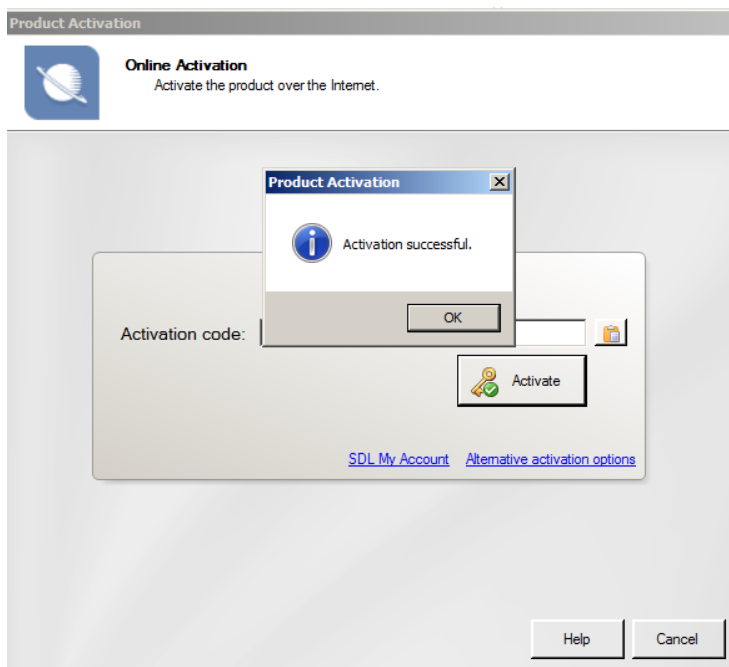 Product Activation
Online Activation
Activate the product over the Internet.
Product Activation
Activation successful.
OK
Activation code:
Activate
SDL My Account Alternative activation options
Help Cancel